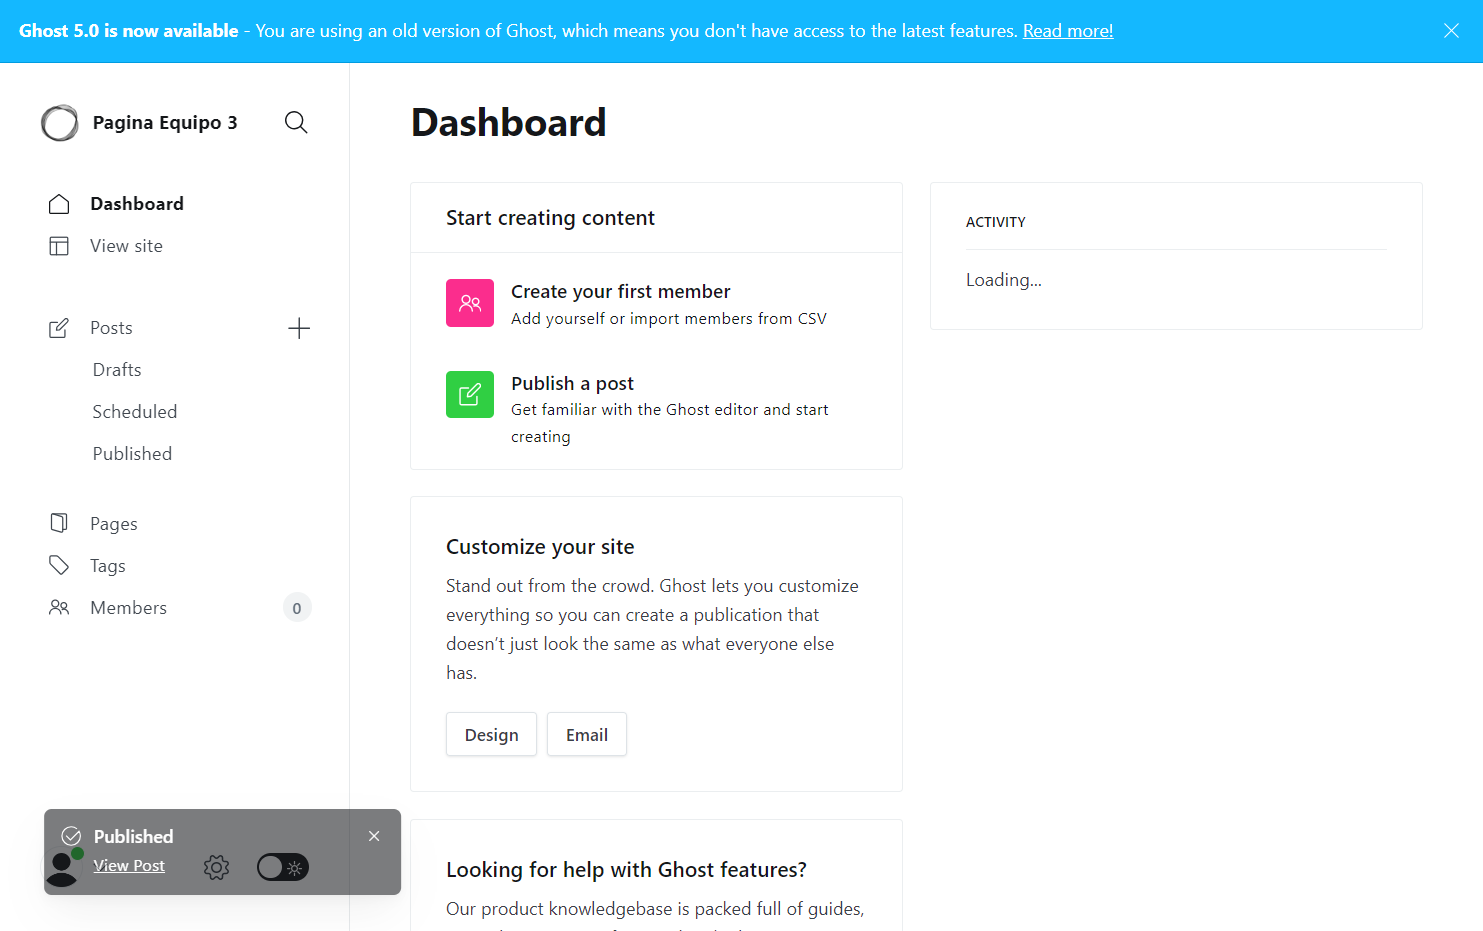 Ghost 5.0 is now available - You are using an old version of Ghost, which means you don't have access to the latest features. Read more!
Pagina Equipo 3
Dashboard
View site
Posts
Drafts
Scheduled
Published
Pages
Tags
Members
0
Published
View Post
Dashboard
Start creating content
Create your first member
Add yourself or import members from CSV
Publish a post
Get familiar with the Ghost editor and start
creating
Customize your site
Stand out from the crowd. Ghost lets you customize
everything so you can create a publication that
doesn’t just look the same as what everyone else
has.
Design
Email
Looking for help with Ghost features?
Our product knowledgebase is packed full of guides,
ACTIVITY
Loading...